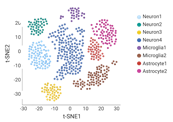 Neuron1
Neuron2
Neuron3
Neuron4
Microglia1
Microglia2
Astrocyte1
Astrocyte2
t-SNE2
20
10
0
-10
-20
-30
-30 -20 -10 0 10 20 30
t-SNE1